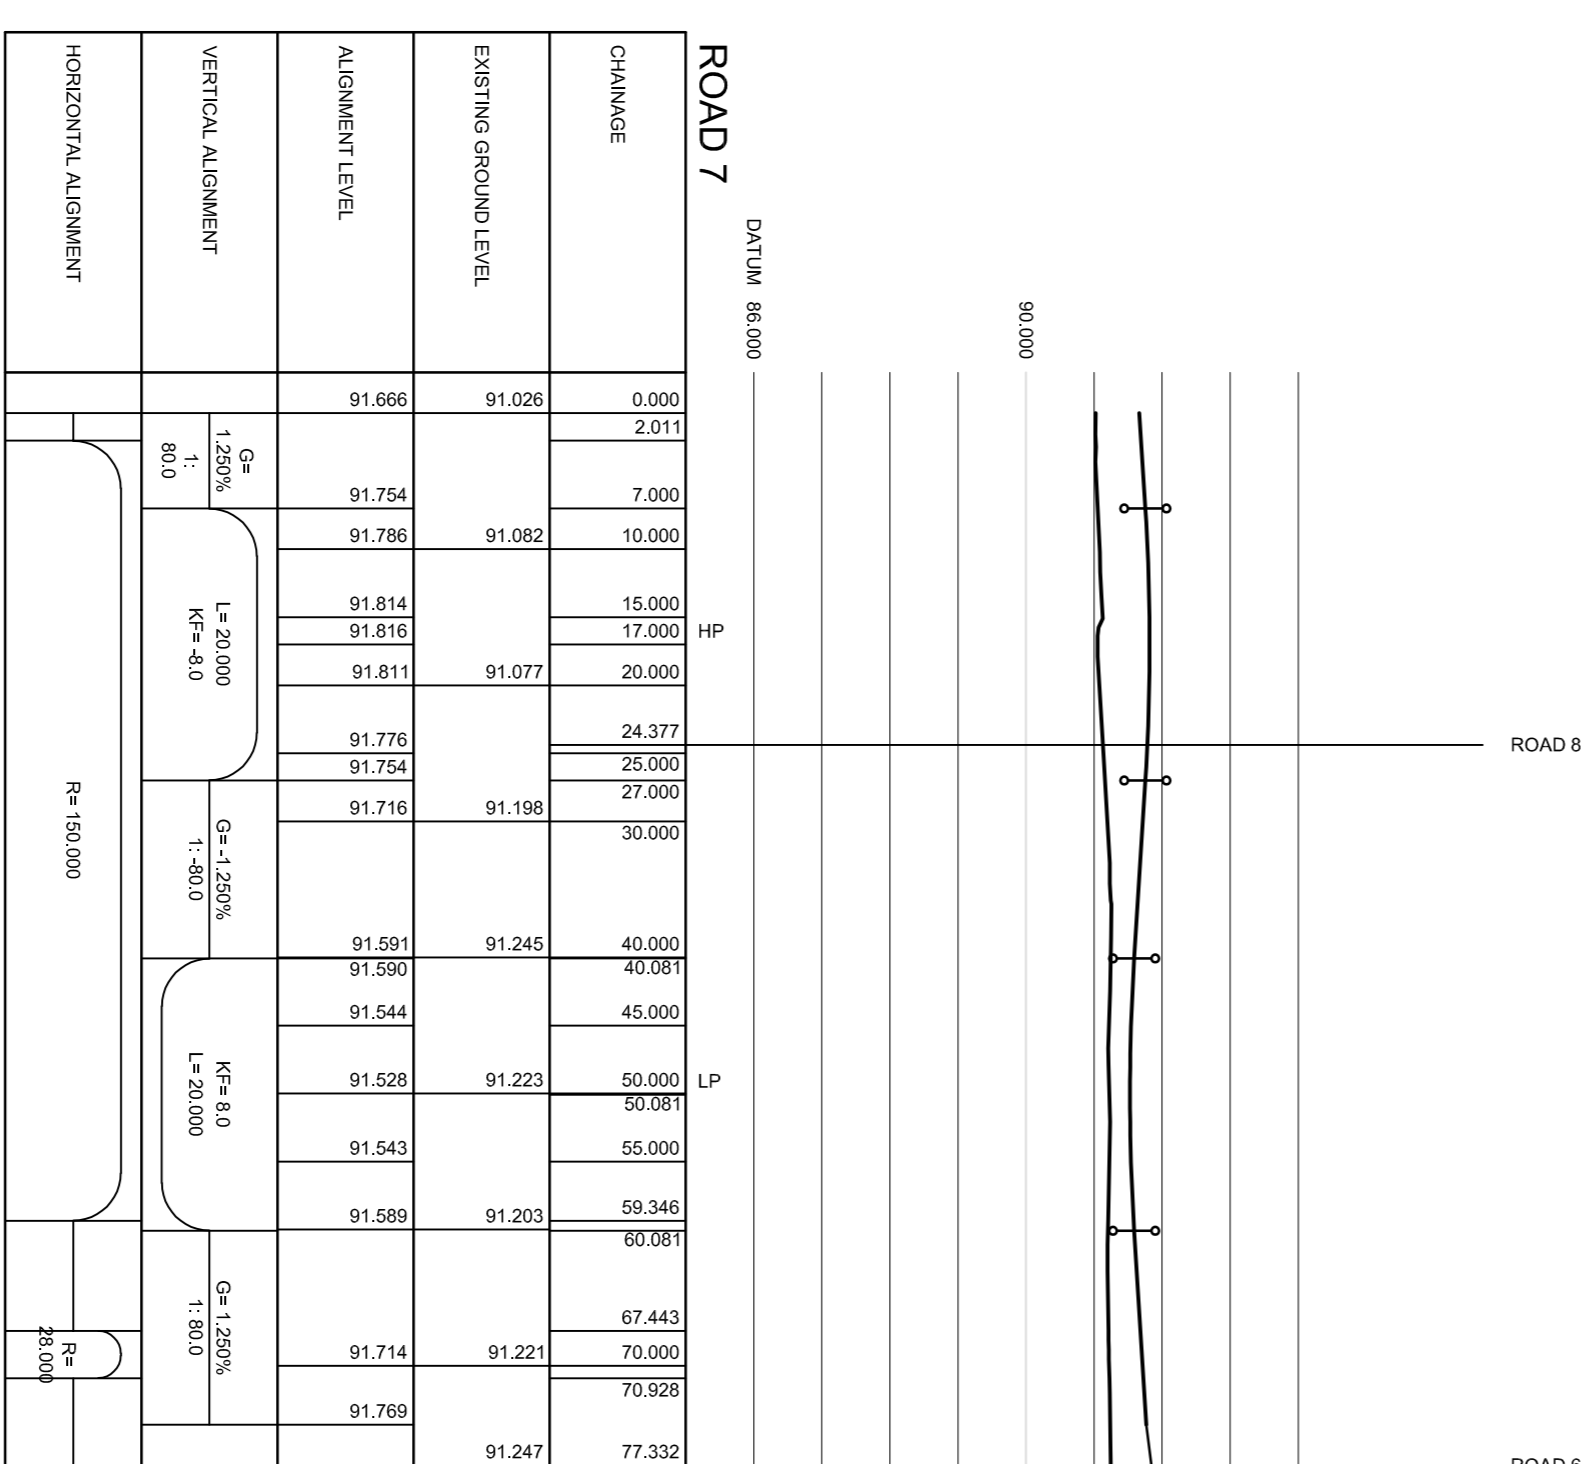 ROAD 7
DATUM 86.000
90.000
HORIZONTAL ALIGNMENT
VERTICAL ALIGNMENT
ALIGNMENT LEVEL
EXISTING GROUND LEVEL
CHAINAGE
91.666 91.026 0.000
2.011
G=
1.250%
1:
80.0
91.754 7.000
91.786 91.082 10.000
91.814 15.000
91.816 17.000 HP
L= 20.000
KF= -8.0
91.811 91.077 20.000
24.377
ROAD 8
91.776 25.000
91.754 27.000
91.716 91.198 30.000
R= 150.000
G= -1.250%
1: -80.0
91.591 91.245 40.000
91.590 40.081
91.544 45.000
91.528 91.223 50.000 LP
50.081
KF= 8.0
L= 20.000
91.543 55.000
59.346
91.589 91.203 60.081
67.443
G= 1.250%
1: 80.0
R=
28.000
91.714 91.221 70.000
70.928
91.769
91.247 77.332
ROAD 6